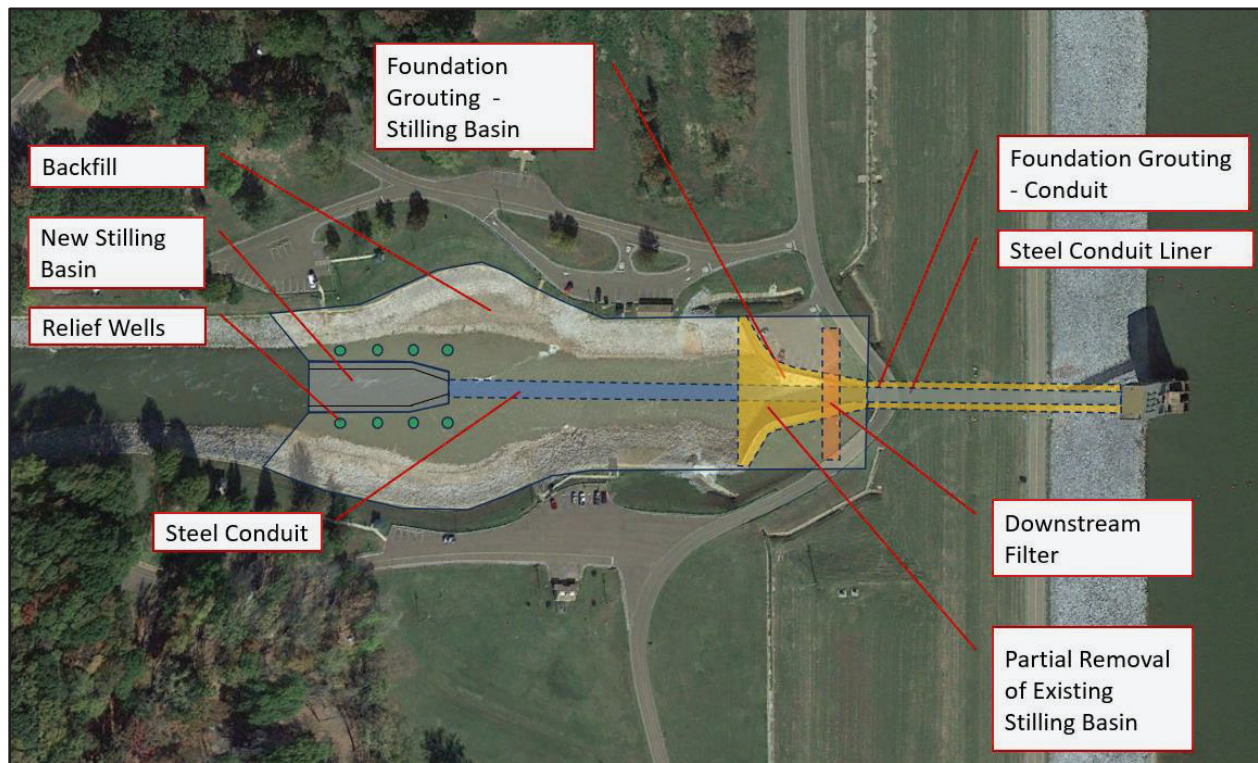 Foundation
Grouting -
Stilling Basin
Backfill
New Stilling
Basin
Relief Wells
Steel Conduit
Foundation Grouting
- Conduit
Steel Conduit Liner
Downstream
Filter
Partial Removal
of Existing
Stilling Basin